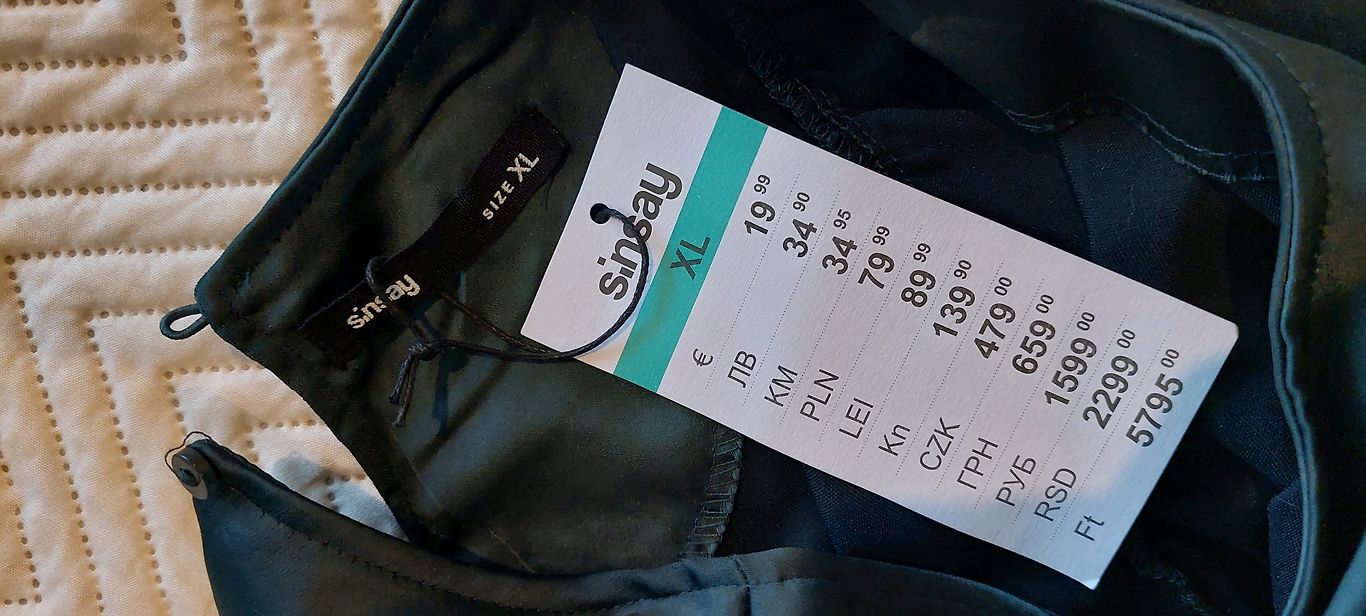 sinsay SIZE XL
sinsay
XL
€ 19 99
ЛВ 34 90
KM 34 95
PLN 79 99
LEI 89 99
Kn 139 90
CZK 479 00
ГРН 659 00
РУБ 1599 00
RSD 2299 00
Ft 5795 00